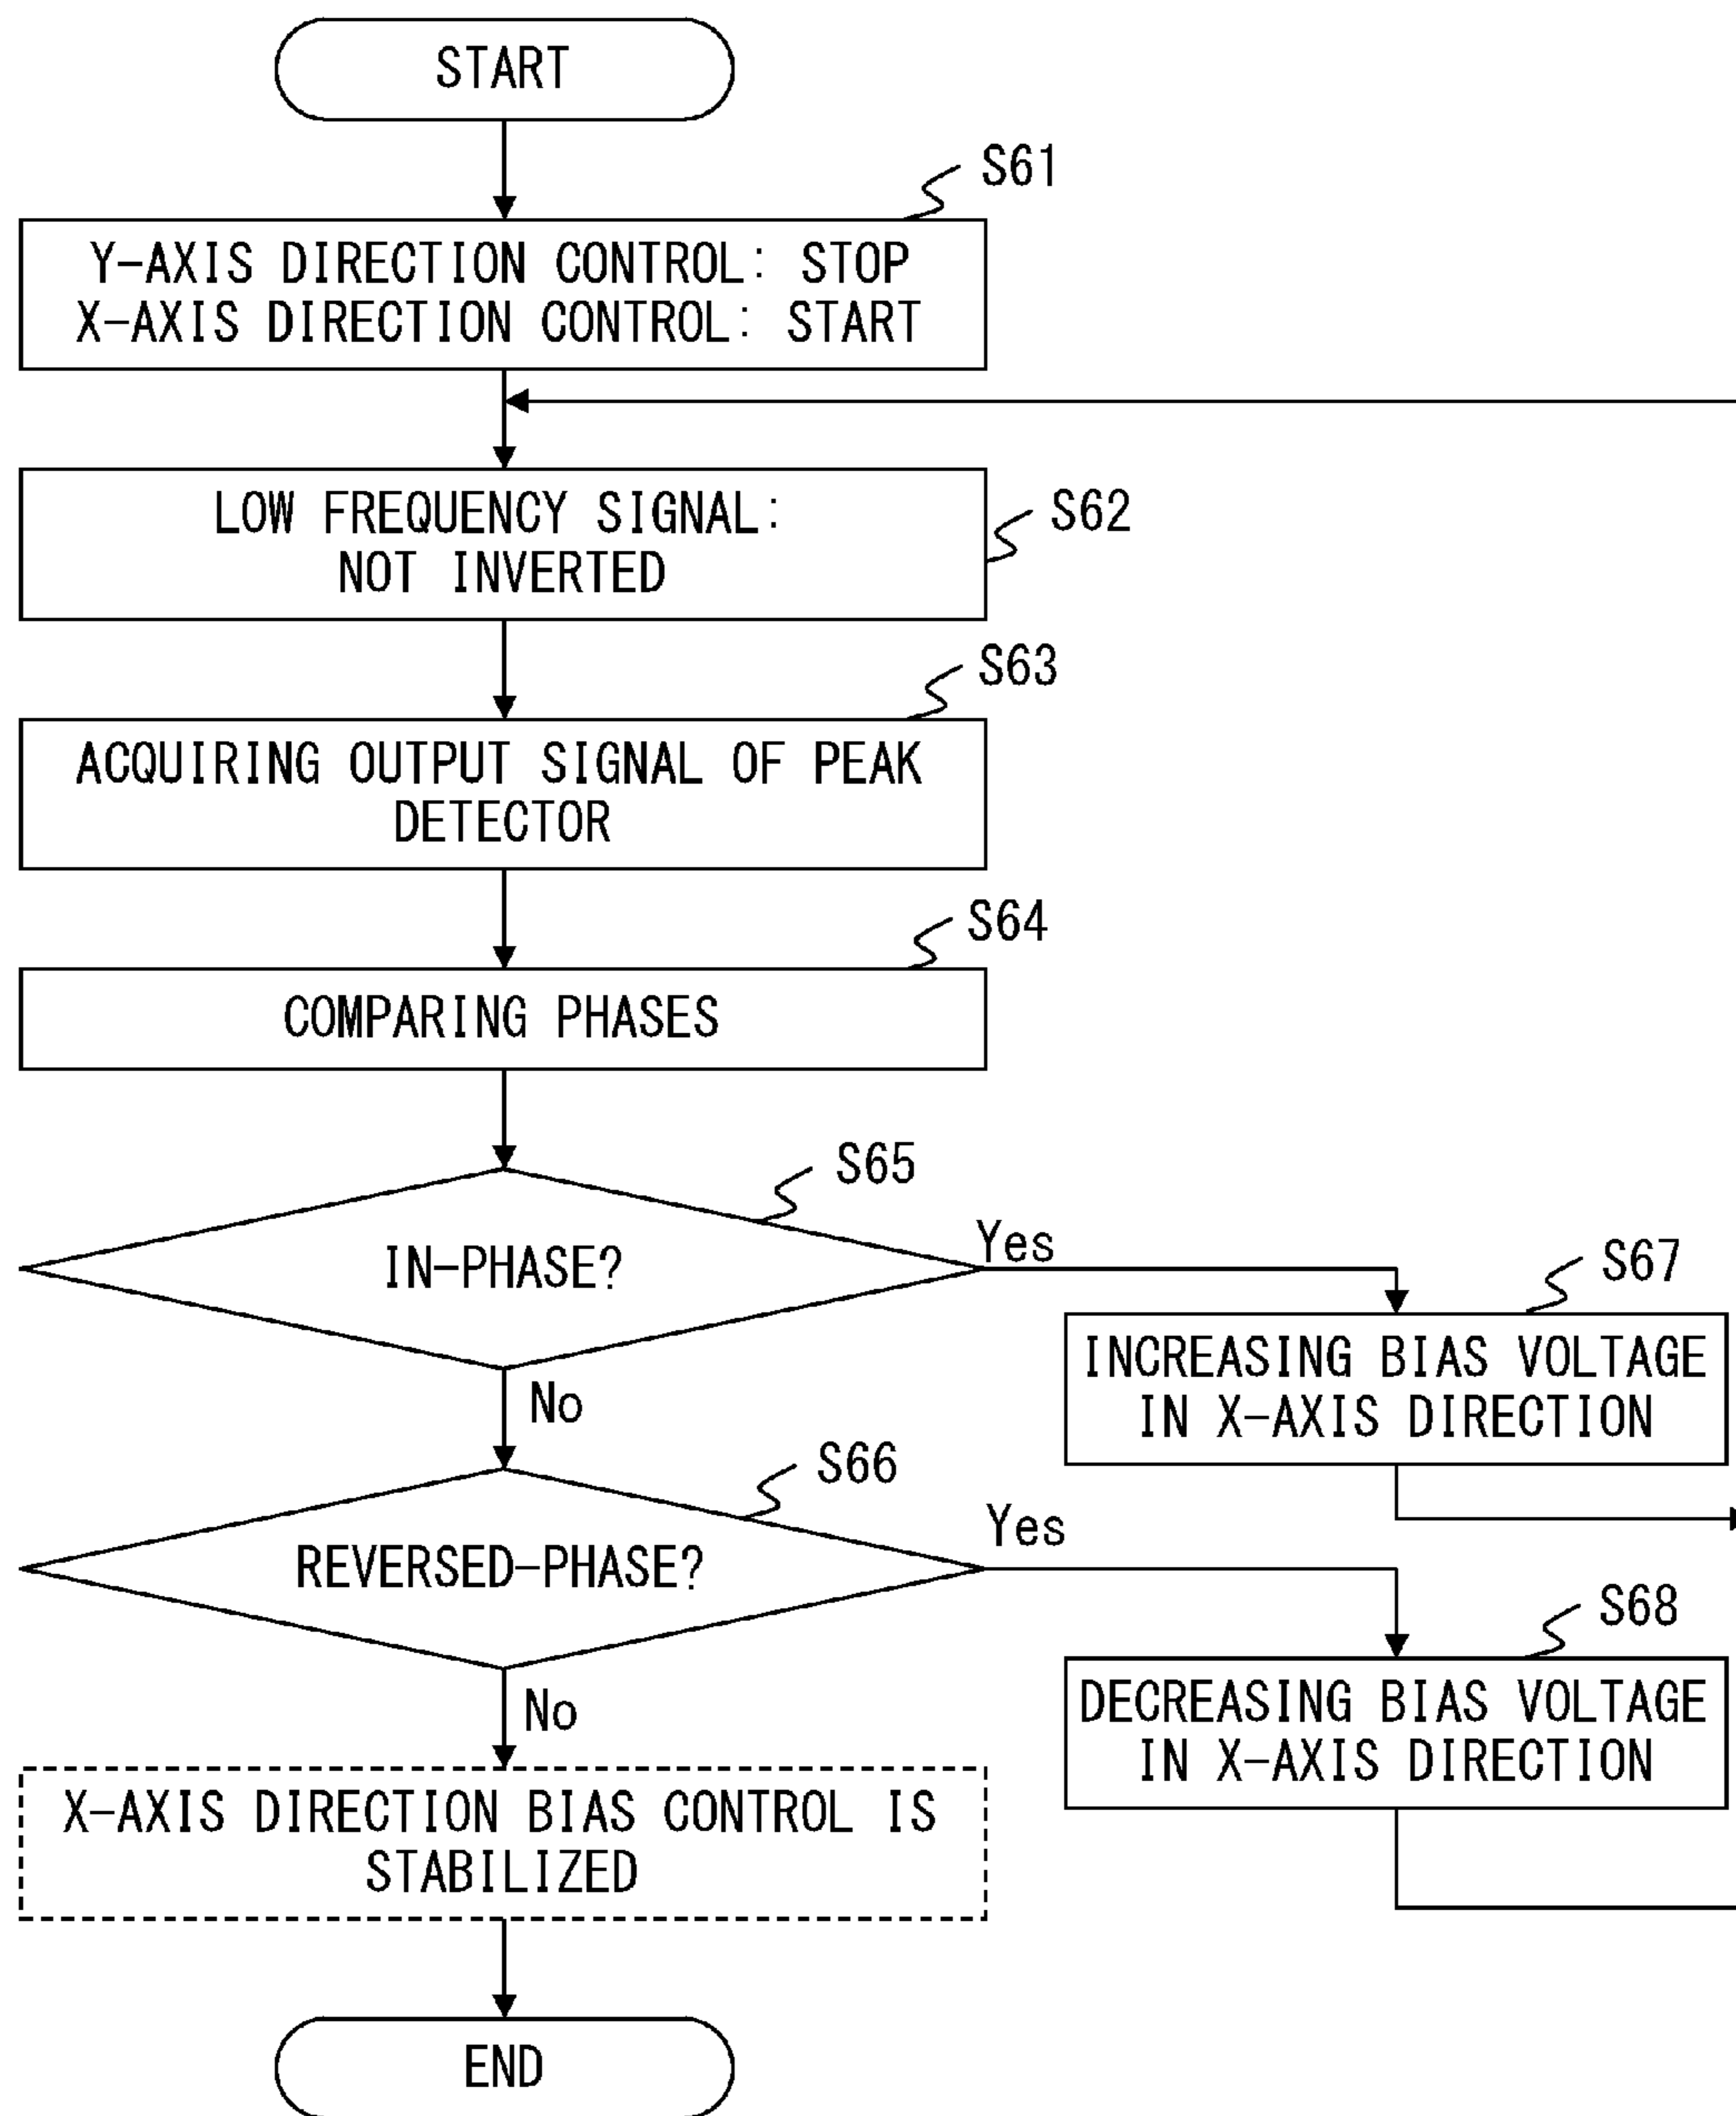 START
S61
Y-AXIS DIRECTION CONTROL: STOP
X-AXIS DIRECTION CONTROL: START
LOW FREQUENCY SIGNAL:
NOT INVERTED
S62
S63
ACQUIRING OUTPUT SIGNAL OF PEAK
DETECTOR
S64
COMPARING PHASES
S65
IN-PHASE?
Yes
S67
INCREASING BIAS VOLTAGE
IN X-AXIS DIRECTION
No
S66
REVERSED-PHASE?
Yes
S68
DECREASING BIAS VOLTAGE
IN X-AXIS DIRECTION
No
X-AXIS DIRECTION BIAS CONTROL IS
STABILIZED
END